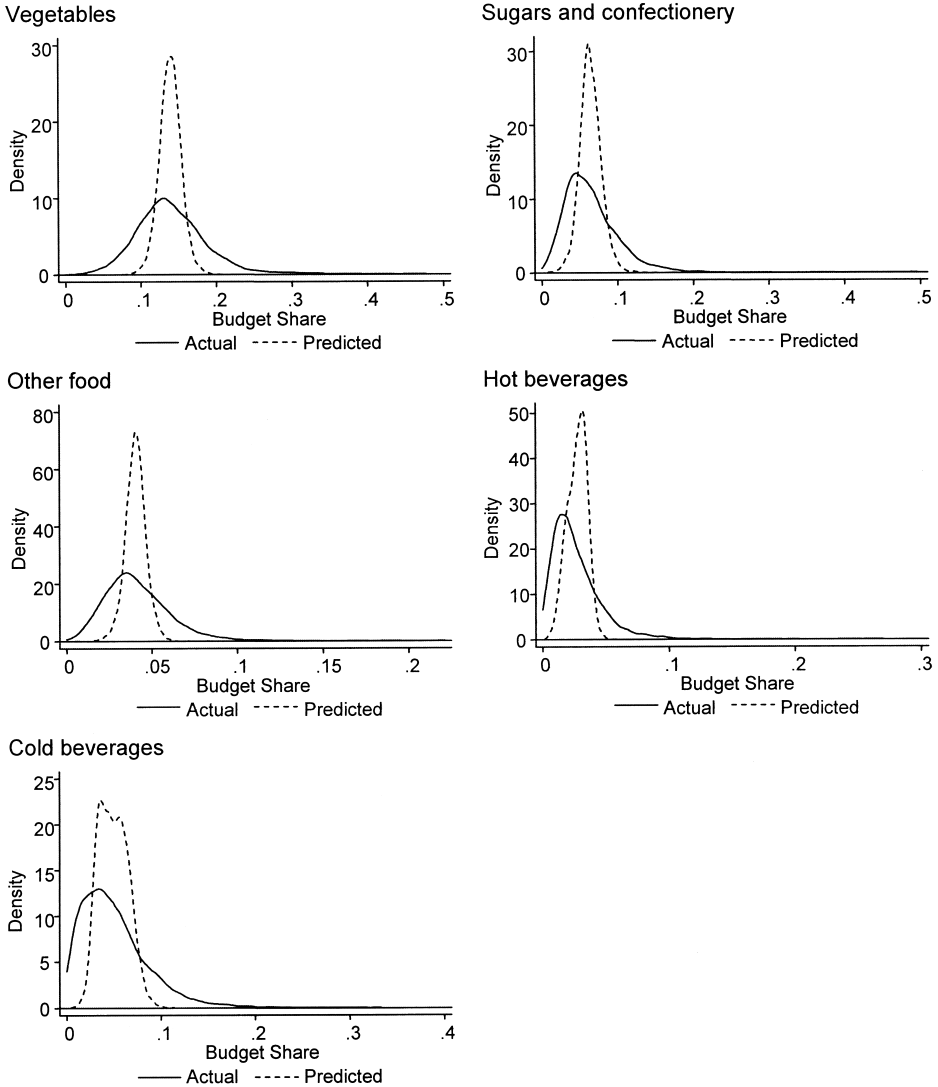 Vegetables
30
20
10
0
Density
0 .1 .2 .3 .4 .5
Budget Share
Actual Predicted
Sugars and confectionery
30
20
10
0
Density
0 .1 .2 .3 .4 .5
Budget Share
Actual Predicted
Other food
80
60
40
20
0
Density
0 .05 .1 .15 .2
Budget Share
Actual Predicted
Hot beverages
50
40
30
20
10
0
Density
0 .1 .2 .3
Budget Share
Actual Predicted
Cold beverages
25
20
15
10
5
0
Density
0 .1 .2 .3 .4
Budget Share
Actual Predicted